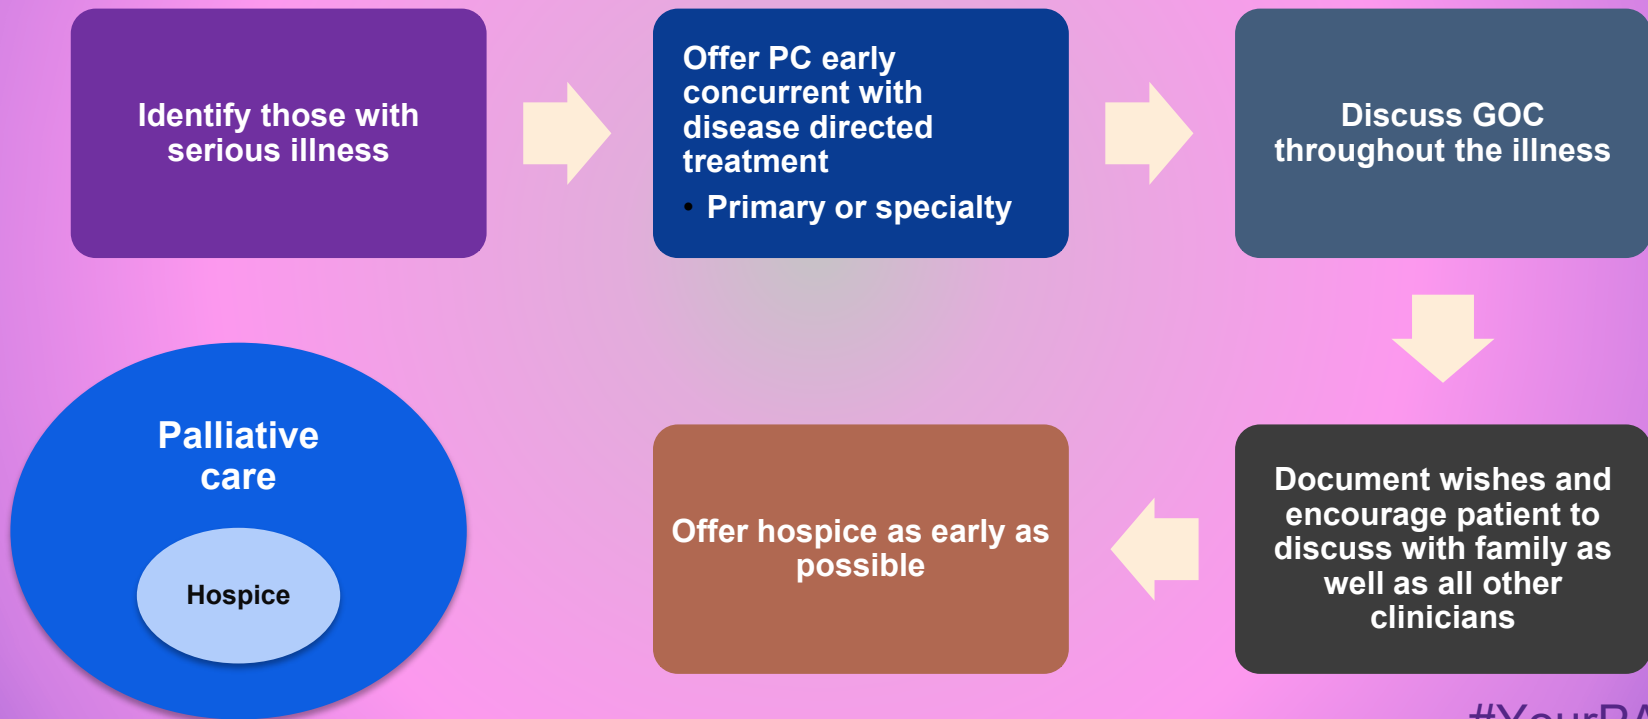 Identify those with
serious illness
Offer PC early
concurrent with
disease directed
treatment
• Primary or specialty
Discuss GOC
throughout the illness
Document wishes and
encourage patient to
discuss with family as
well as all other
clinicians
Offer hospice as early as
possible
Palliative
care
Hospice